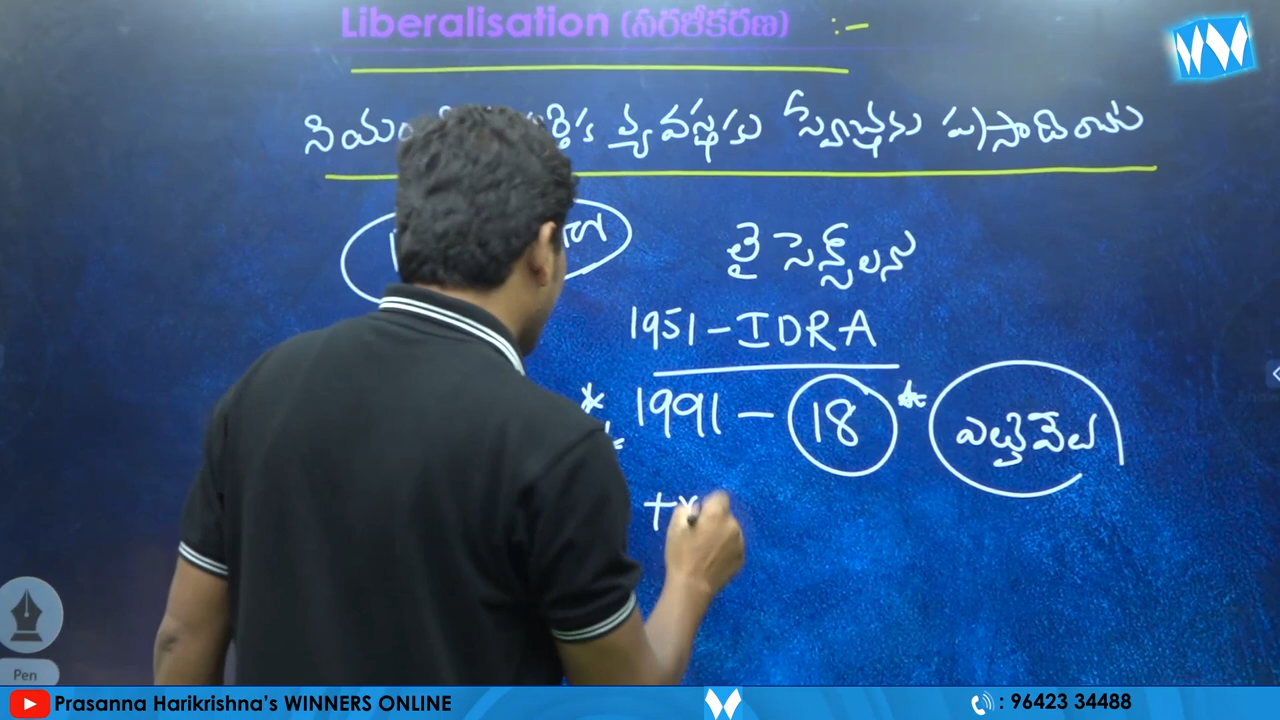 Liberalisation (సరళీకరణ) :-
వ్యవస్థకు స్వేచ్ఛను ప్రసాదించుట
లైసెన్స్‌లను
1951 - IDRA
* 1991 - 18 * ఎత్తివేత
Pen
Prasanna Harikrishna's WINNERS ONLINE : 96423 34488